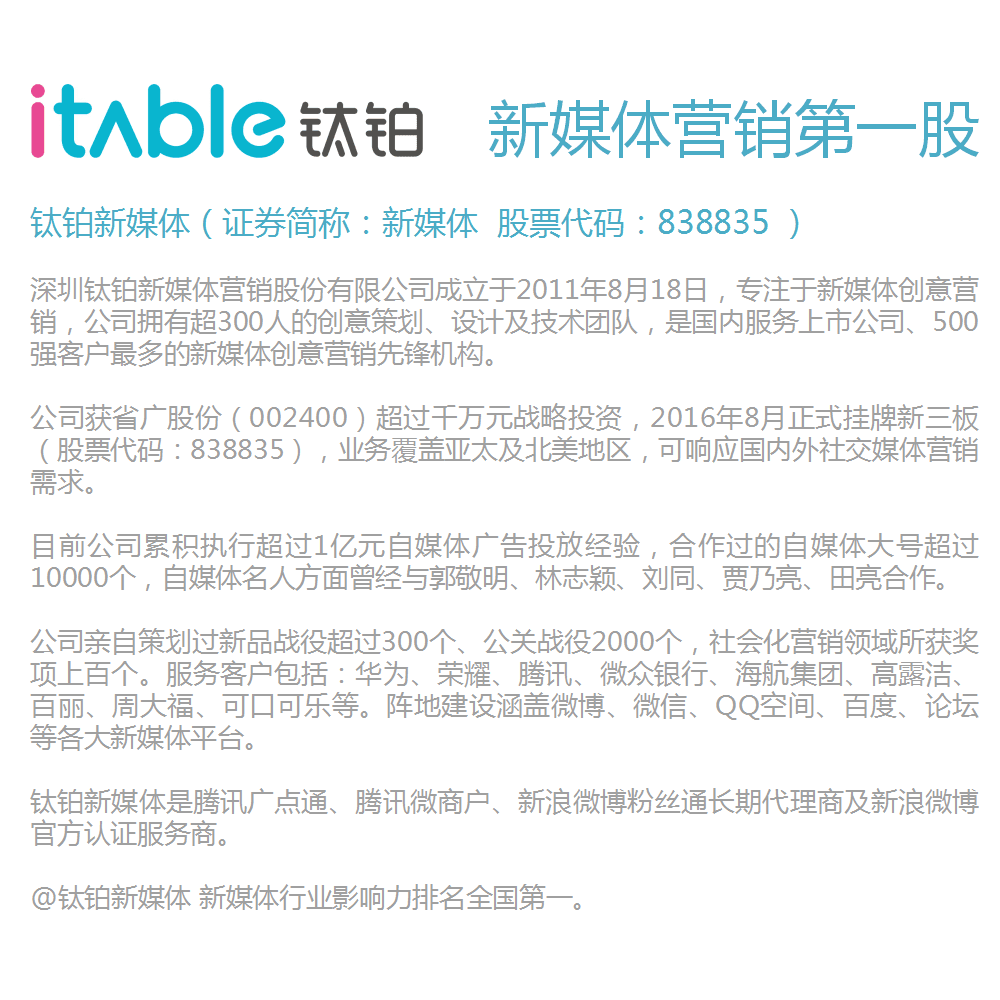 itable 钛铂 新媒体营销第一股
钛铂新媒体（证券简称：新媒体 股票代码：838835 ）
深圳钛铂新媒体营销股份有限公司成立于2011年8月18日，专注于新媒体创意营
销，公司拥有超300人的创意策划、设计及技术团队，是国内服务上市公司、500
强客户最多的新媒体创意营销先锋机构。
公司获省广股份（002400）超过千万元战略投资，2016年8月正式挂牌新三板
（股票代码：838835），业务覆盖亚太及北美地区，可响应国内外社交媒体营销
需求。
目前公司累积执行超过1亿元自媒体广告投放经验，合作过的自媒体大号超过
10000个，自媒体名人方面曾经与郭敬明、林志颖、刘同、贾乃亮、田亮合作。
公司亲自策划过新品战役超过300个、公关战役2000个，社会化营销领域所获奖
项上百个。服务客户包括：华为、荣耀、腾讯、微众银行、海航集团、高露洁、
百丽、周大福、可口可乐等。阵地建设涵盖微博、微信、QQ空间、百度、论坛
等各大新媒体平台。
钛铂新媒体是腾讯广点通、腾讯微商户、新浪微博粉丝通长期代理商及新浪微博
官方认证服务商。
@钛铂新媒体 新媒体行业影响力排名全国第一。